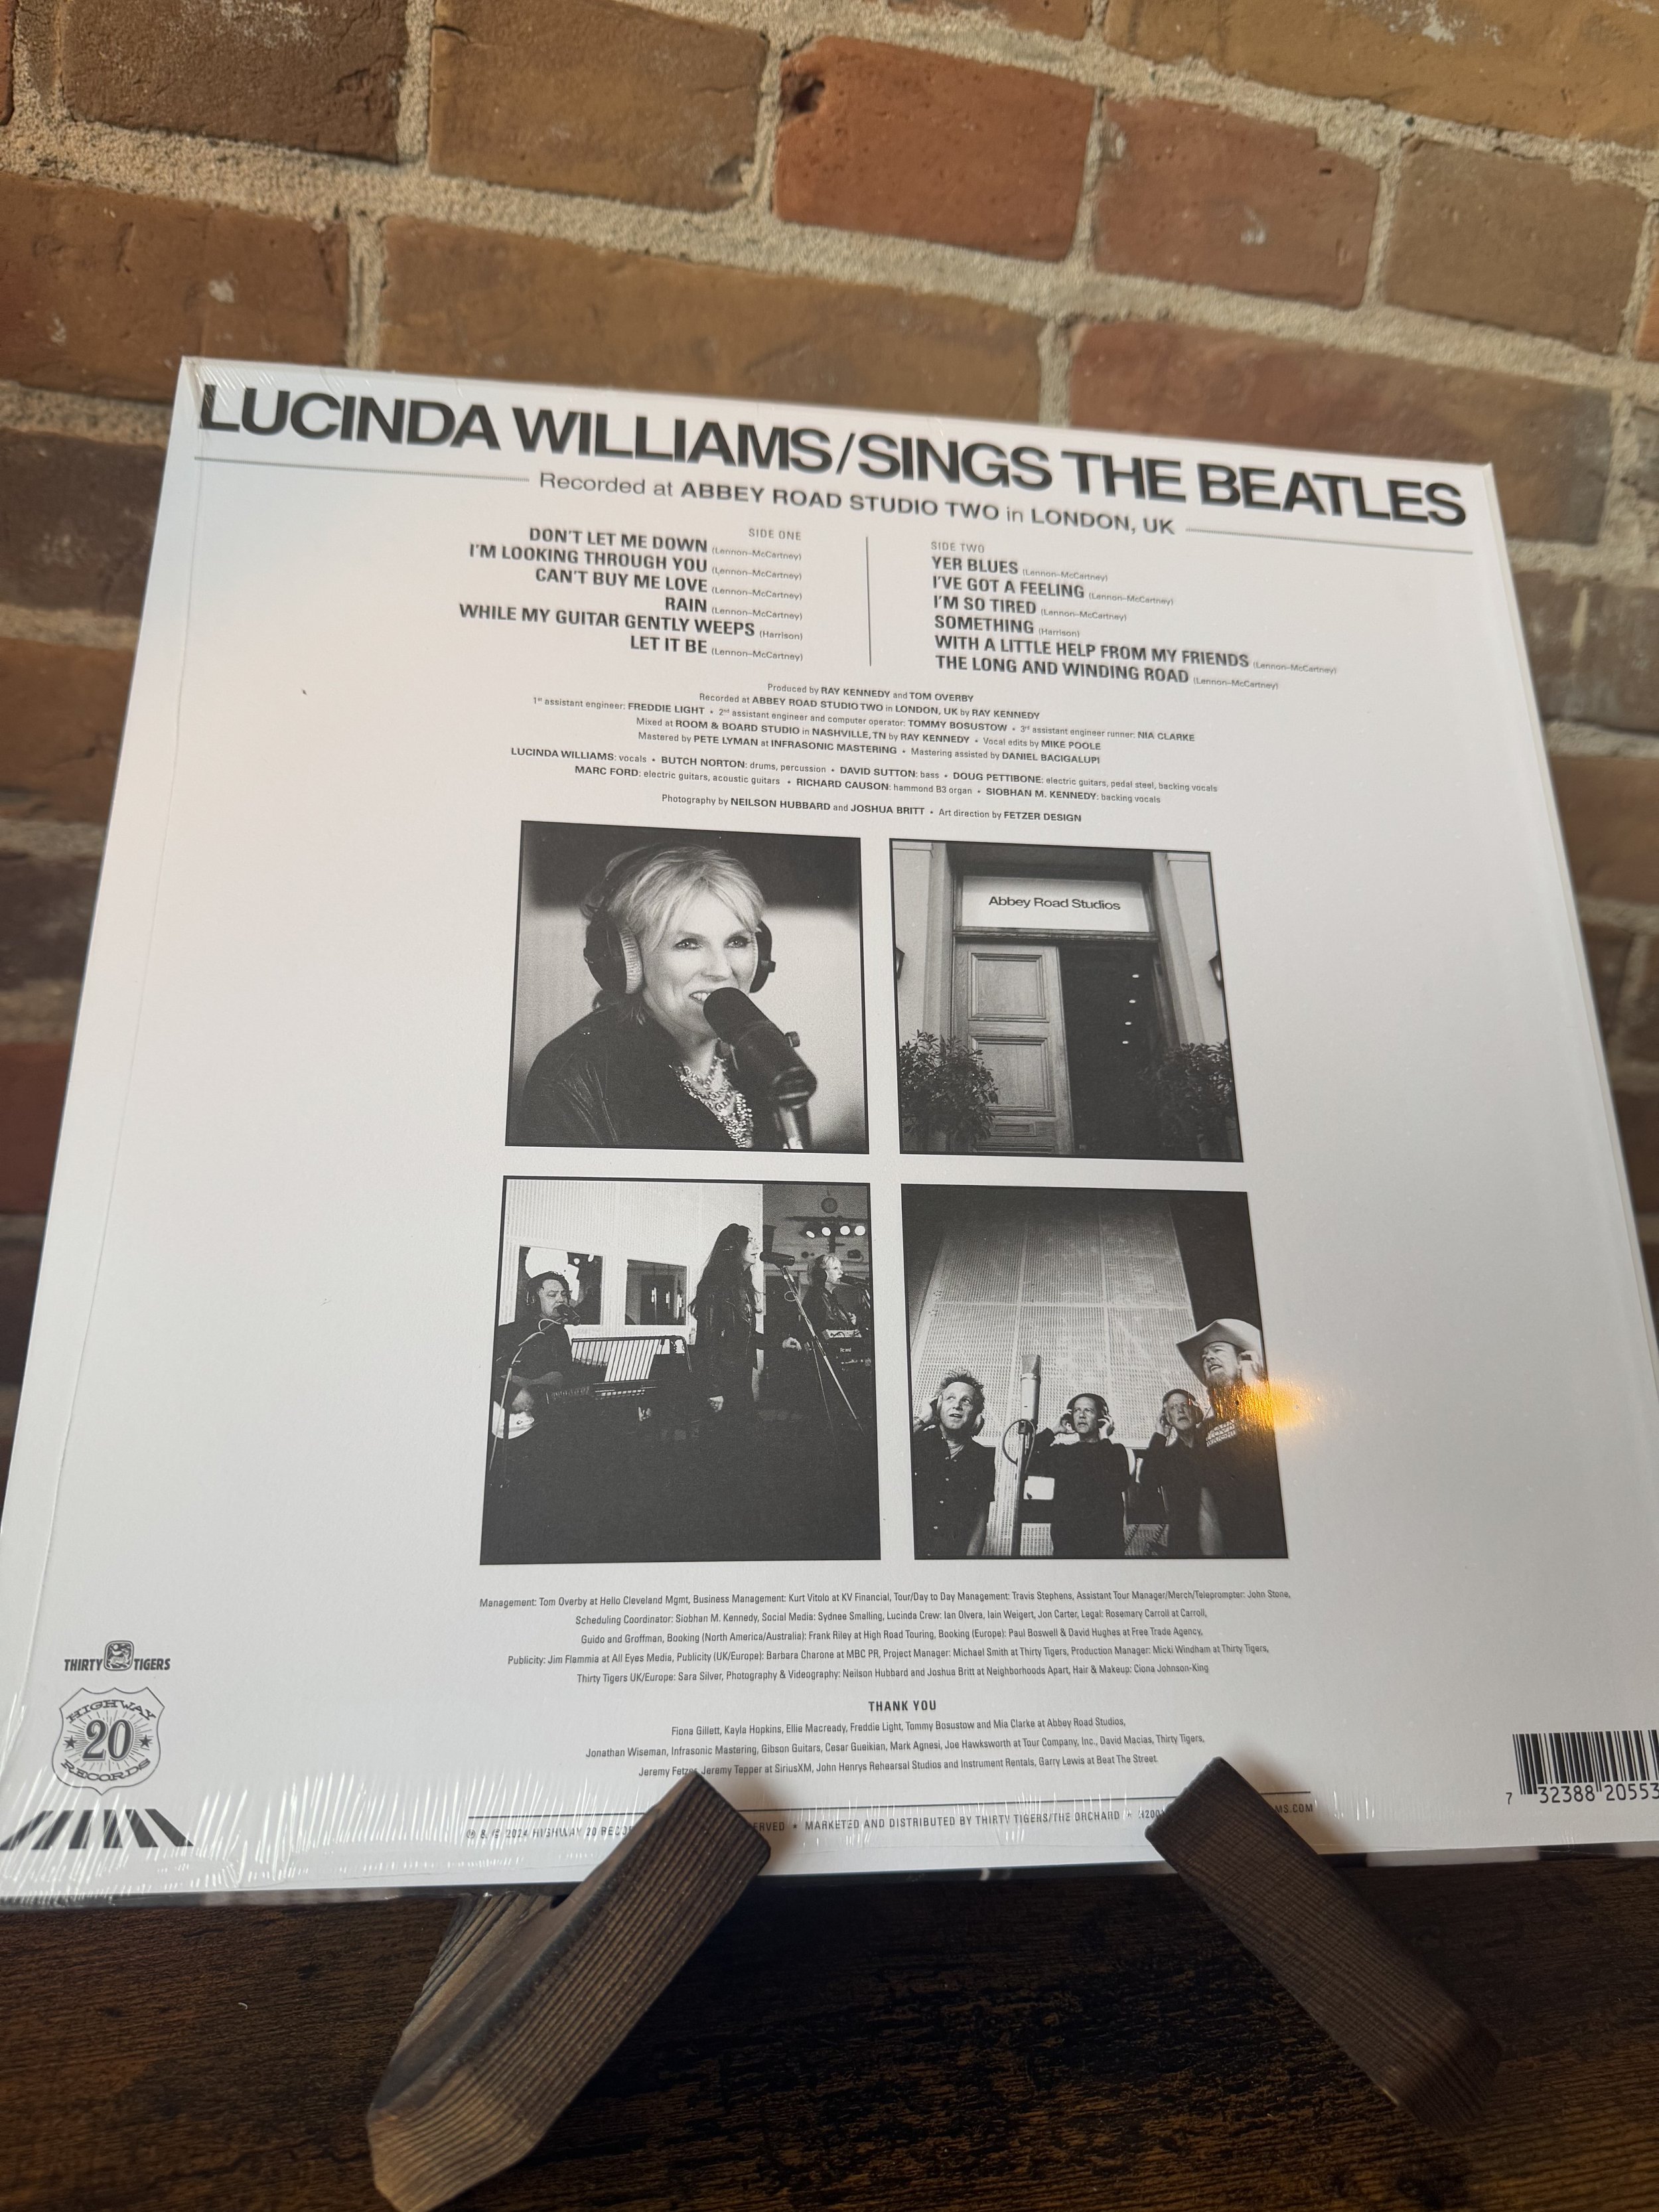 LUCINDA WILLIAMS/SINGS THE BEATLES
Recorded at ABBEY ROAD STUDIO TWO in LONDON, UK
SIDE ONE
DON'T LET ME DOWN (Lennon–McCartney)
I'M LOOKING THROUGH YOU (Lennon–McCartney)
CAN'T BUY ME LOVE (Lennon–McCartney)
RAIN (Lennon–McCartney)
WHILE MY GUITAR GENTLY WEEPS (Harrison)
LET IT BE (Lennon–McCartney)
SIDE TWO
YER BLUES (Lennon–McCartney)
I'VE GOT A FEELING (Lennon–McCartney)
I'M SO TIRED (Lennon–McCartney)
SOMETHING (Harrison)
WITH A LITTLE HELP FROM MY FRIENDS (Lennon–McCartney)
THE LONG AND WINDING ROAD (Lennon–McCartney)
Produced by RAY KENNEDY and TOM OVERBY
Recorded at ABBEY ROAD STUDIO TWO in LONDON, UK by RAY KENNEDY
1st assistant engineer: FREDDIE LIGHT • 2nd assistant engineer and computer operator: TOMMY BOSUSTOW • 3rd assistant engineer runner: NIA CLARKE
Mixed at ROOM & BOARD STUDIO in NASHVILLE, TN by RAY KENNEDY • Vocal edits by MIKE POOLE
Mastered by PETE LYMAN at INFRASONIC MASTERING • Mastering assisted by DANIEL BACIGALUPI
LUCINDA WILLIAMS: vocals • BUTCH NORTON: drums, percussion • DAVID SUTTON: bass • DOUG PETTIBONE: electric guitars, pedal steel, backing vocals
MARC FORD: electric guitars, acoustic guitars • RICHARD CAUSON: hammond B3 organ • SIOBHAN M. KENNEDY: backing vocals
Photography by NEILSON HUBBARD and JOSHUA BRITT • Art direction by FETZER DESIGN
Abbey Road Studios
Management: Tom Overby at Hello Cleveland Mgmt, Business Management: Kurt Vitolo at KV Financial, Tour/Day to Day Management: Travis Stephens, Assistant Tour Manager/Merch/Teleprompter: John Stone,
Scheduling Coordinator: Siobhan M. Kennedy, Social Media: Sydnee Smalling, Lucinda Crew: Ian Olvera, Iain Weigert, Jon Carter, Legal: Rosemary Carroll at Carroll,
Guido and Groffman, Booking (North America/Australia): Frank Riley at High Road Touring, Booking (Europe): Paul Boswell & David Hughes at Free Trade Agency,
Publicity: Jim Flammia at All Eyes Media, Publicity (UK/Europe): Barbara Charone at MBC PR, Project Manager: Michael Smith at Thirty Tigers, Production Manager: Micki Windham at Thirty Tigers,
Thirty Tigers UK/Europe: Sara Silver, Photography & Videography: Neilson Hubbard and Joshua Britt at Neighborhoods Apart, Hair & Makeup: Ciona Johnson-King
THANK YOU
Fiona Gillett, Kayla Hopkins, Ellie Macready, Freddie Light, Tommy Bosustow and Mia Clarke at Abbey Road Studios,
Jonathan Wiseman, Infrasonic Mastering, Gibson Guitars, Cesar Gueikian, Mark Agnesi, Joe Hawksworth at Tour Company, Inc., David Macias, Thirty Tigers,
Jeremy Fetzer, Jeremy Tepper at SiriusXM, John Henrys Rehearsal Studios and Instrument Rentals, Garry Lewis at Beat The Street.
THIRTY TIGERS
HIGHWAY
20
RECORDS
℗ & © 2024 HIGHWAY 20 MARKETED AND DISTRIBUTED BY THIRTY TIGERS/THE ORCHARD •
7 32388 20553